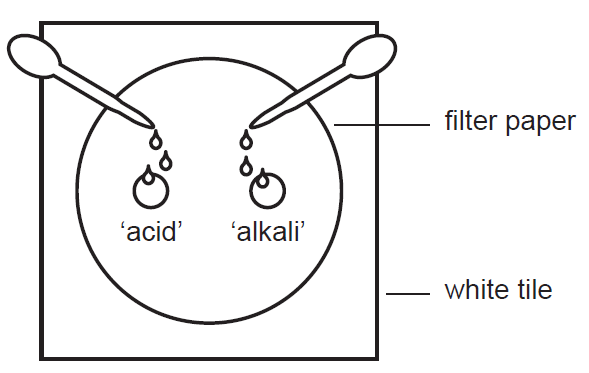 filter paper
‘acid’ ‘alkali’
white tile